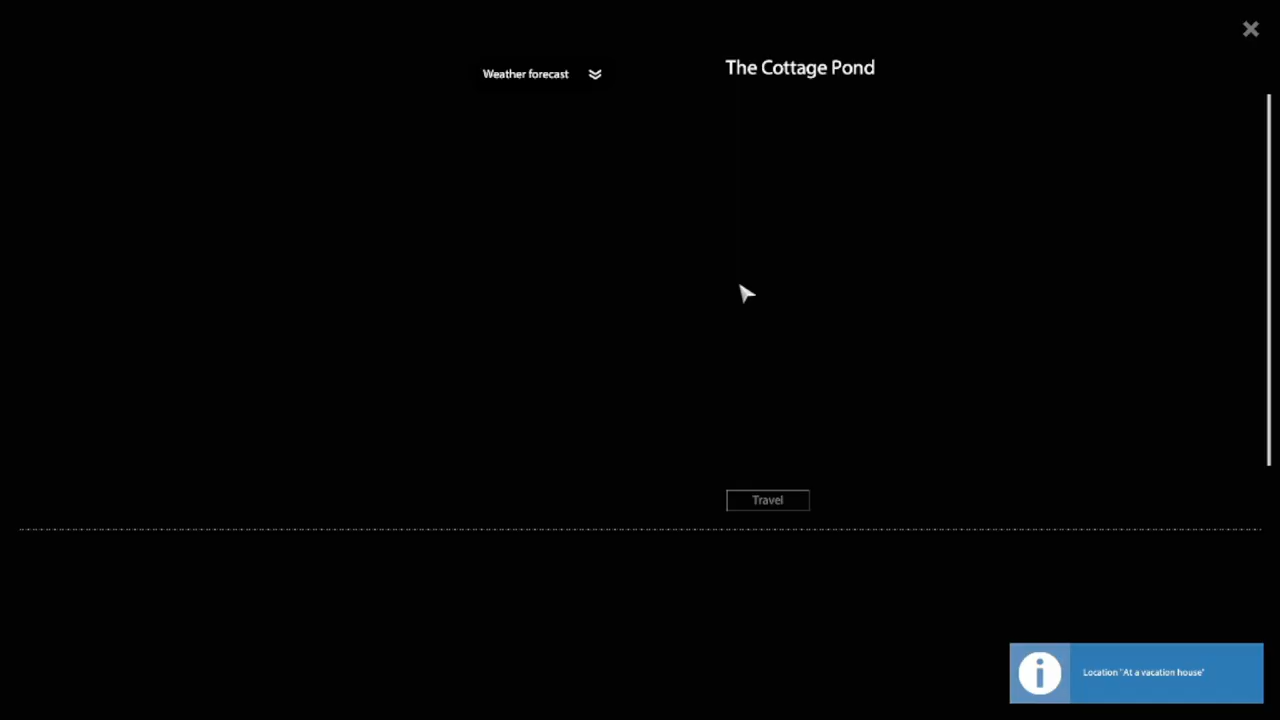 Weather forecast
The Cottage Pond
Travel
Location "At a vacation house"